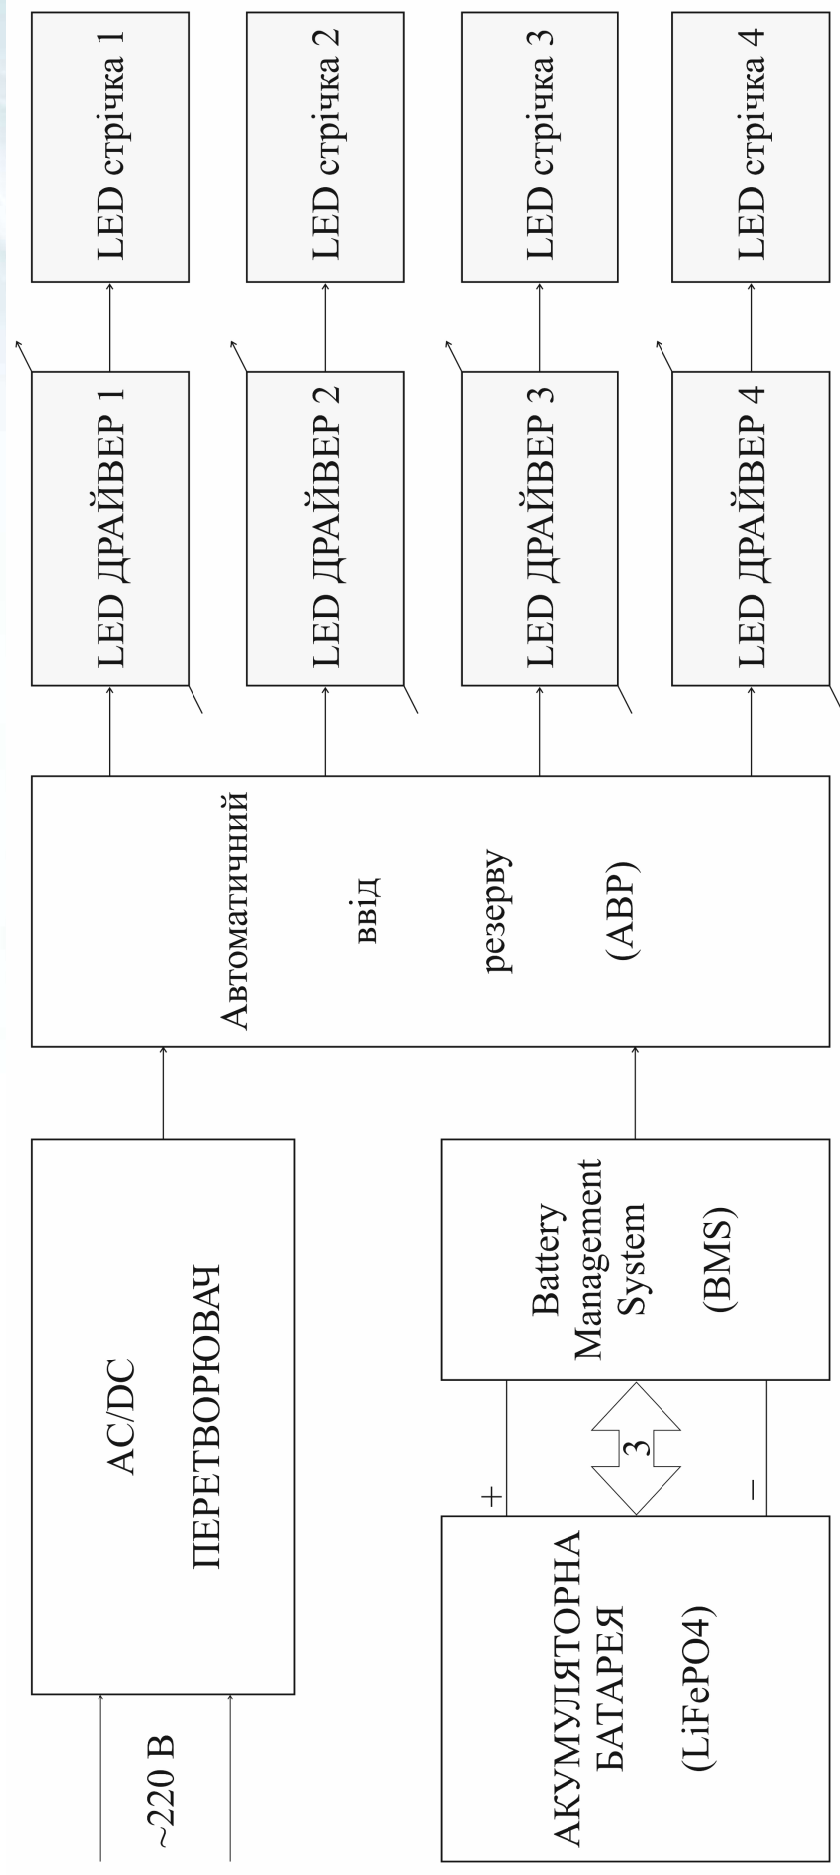 ~220 В
AC/DC
ПЕРЕТВОРЮВАЧ
АКУМУЛЯТОРНА
БАТАРЕЯ
(LiFePO4)
+
3
–
Battery
Management
System
(BMS)
Автоматичний
ввід
резерву
(АВР)
LED ДРАЙВЕР 1
LED стрічка 1
LED ДРАЙВЕР 2
LED стрічка 2
LED ДРАЙВЕР 3
LED стрічка 3
LED ДРАЙВЕР 4
LED стрічка 4